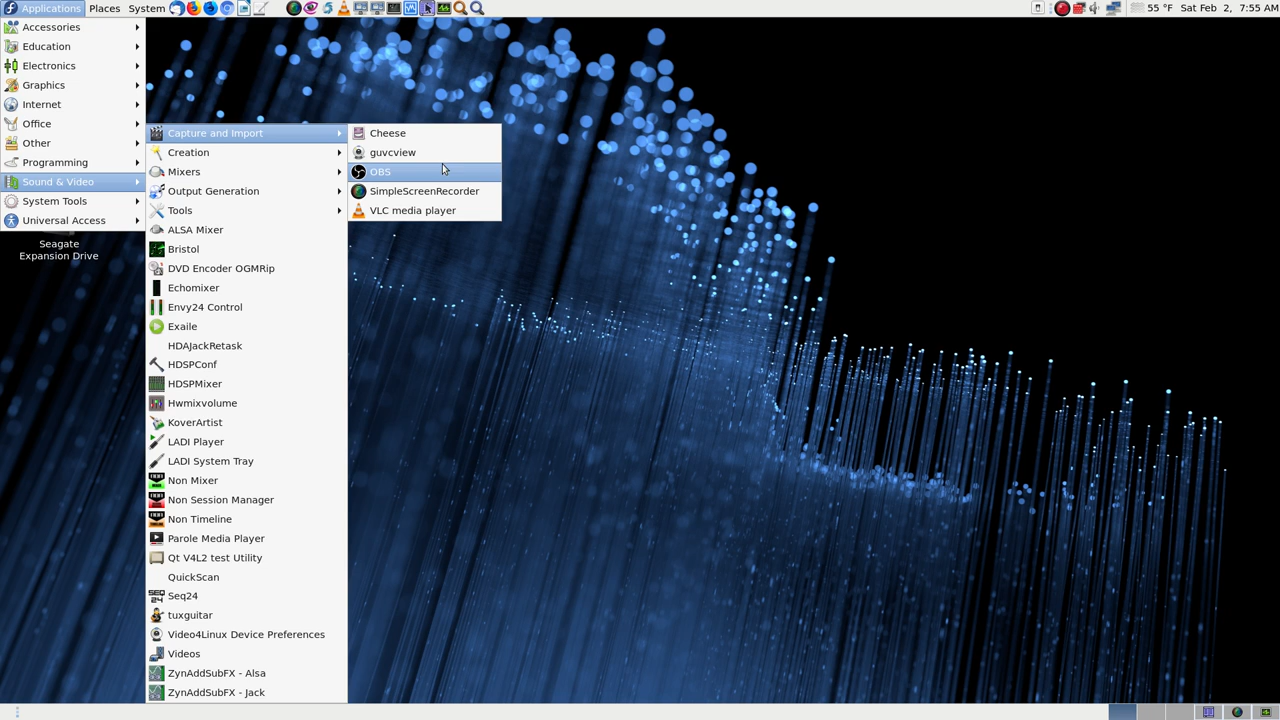 Applications Places System
55 °F Sat Feb 2, 7:55 AM
Accessories
Education
Electronics
Graphics
Internet
Office
Other
Programming
Sound & Video
System Tools
Universal Access
Seagate
Expansion Drive
Capture and Import
Creation
Mixers
Output Generation
Tools
ALSA Mixer
Bristol
DVD Encoder OGMRip
Echomixer
Envy24 Control
Exaile
HDAJackRetask
HDSPConf
HDSPMixer
Hwmixvolume
KoverArtist
LADI Player
LADI System Tray
Non Mixer
Non Session Manager
Non Timeline
Parole Media Player
Qt V4L2 test Utility
QuickScan
SEQ
24
Seq24
tuxguitar
Video4Linux Device Preferences
Videos
ZynAddSubFX - Alsa
ZynAddSubFX - Jack
Cheese
guvcview
OBS
SimpleScreenRecorder
VLC media player